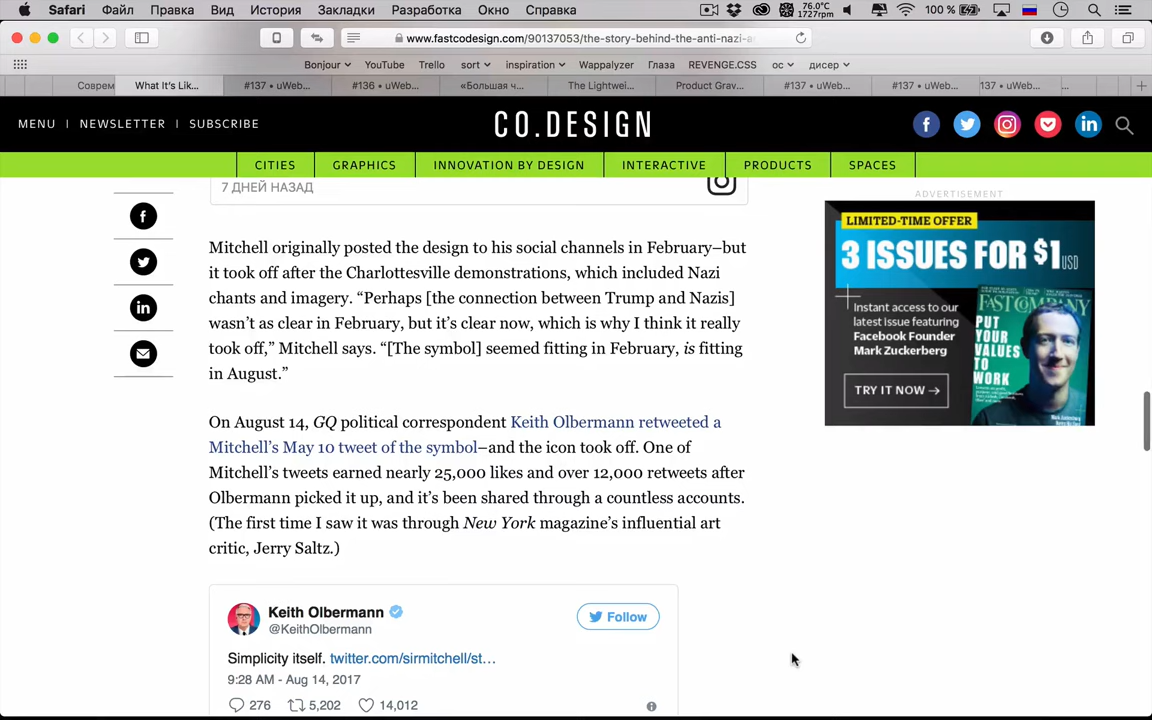 Safari Файл Правка Вид История Закладки Разработка Окно Справка 76.0°C 1727rpm 100 %
www.fastcodesign.com/90137053/the-story-behind-the-anti-nazi-a
Bonjour YouTube Trello sort inspiration Wappalyzer Глаза REVENGE.CSS ос дисер
Соврем What It's Lik... #137 • uWeb... #136 • uWeb... «Большая ч... The Lightwei... Product Grav... #137 • uWeb... #137 • uWeb... 137 • uWeb...
MENU | NEWSLETTER | SUBSCRIBE
CO.DESIGN
CITIES GRAPHICS INNOVATION BY DESIGN INTERACTIVE PRODUCTS SPACES
7 ДНЕЙ НАЗАД
ADVERTISEMENT
LIMITED-TIME OFFER
3 ISSUES FOR $1USD
Instant access to our
latest issue featuring
Facebook Founder
Mark Zuckerberg
TRY IT NOW →
FAST COMPANY
PUT
YOUR
VALUES
TO
WORK
Mitchell originally posted the design to his social channels in February–but
it took off after the Charlottesville demonstrations, which included Nazi
chants and imagery. “Perhaps [the connection between Trump and Nazis]
wasn’t as clear in February, but it’s clear now, which is why I think it really
took off,” Mitchell says. “[The symbol] seemed fitting in February, is fitting
in August.”
On August 14, GQ political correspondent Keith Olbermann retweeted a
Mitchell’s May 10 tweet of the symbol–and the icon took off. One of
Mitchell’s tweets earned nearly 25,000 likes and over 12,000 retweets after
Olbermann picked it up, and it’s been shared through a countless accounts.
(The first time I saw it was through New York magazine’s influential art
critic, Jerry Saltz.)
Keith Olbermann
@KeithOlbermann
Follow
Simplicity itself. twitter.com/sirmitchell/st…
9:28 AM - Aug 14, 2017
276 5,202 14,012